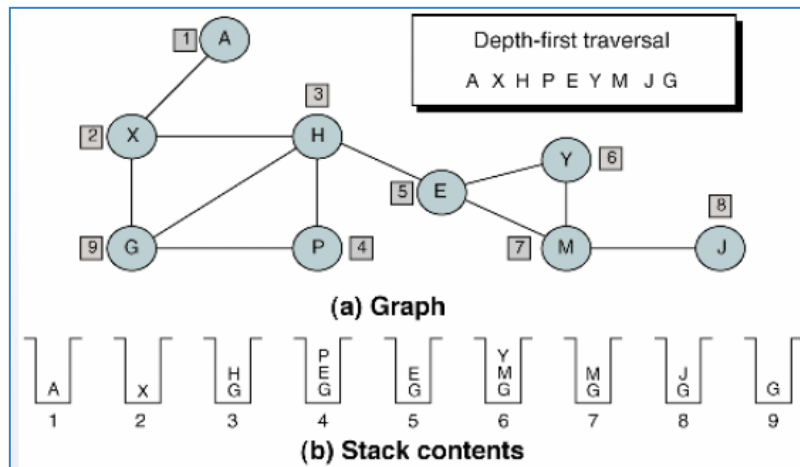 1 A
Depth-first traversal
A X H P E Y M J G
3
2 X H
Y 6
5 E
8
9 G P 4
7 M J
(a) Graph
A
X
H
G
P
E
G
E
G
Y
M
G
M
G
J
G
G
1 2 3 4 5 6 7 8 9
(b) Stack contents